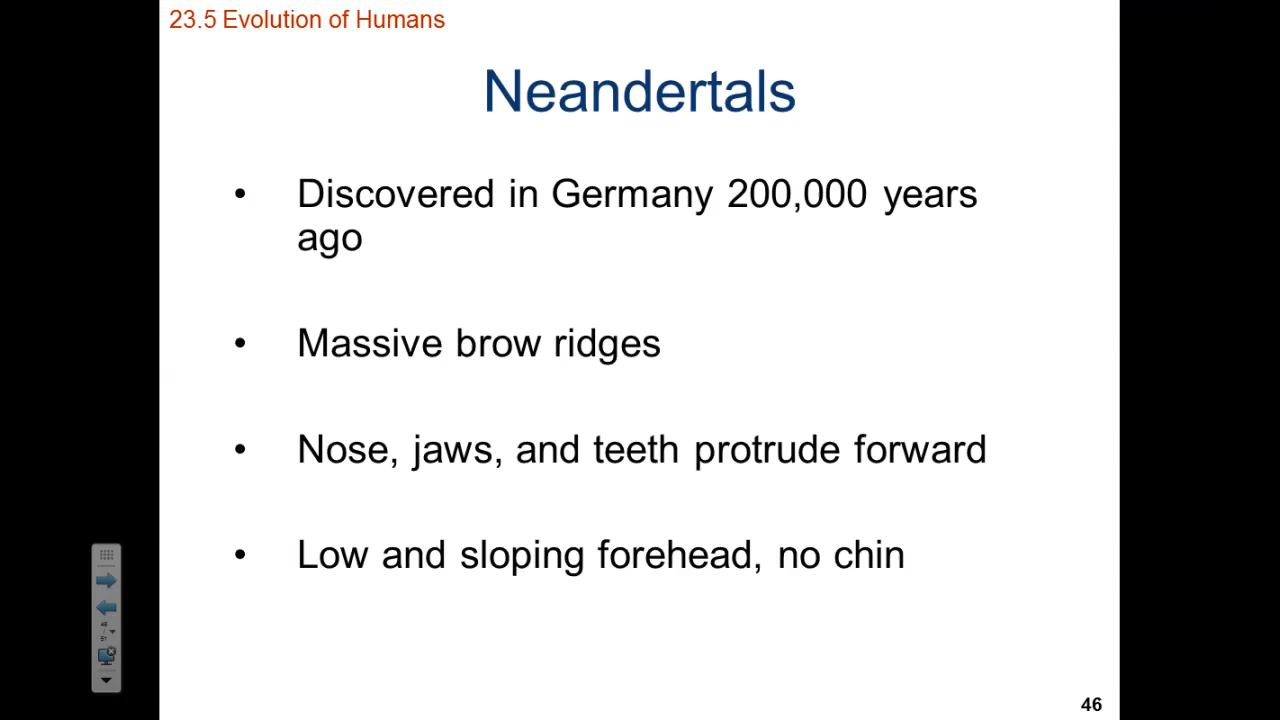 23.5 Evolution of Humans
Neandertals
• Discovered in Germany 200,000 years
ago
• Massive brow ridges
• Nose, jaws, and teeth protrude forward
• Low and sloping forehead, no chin
46